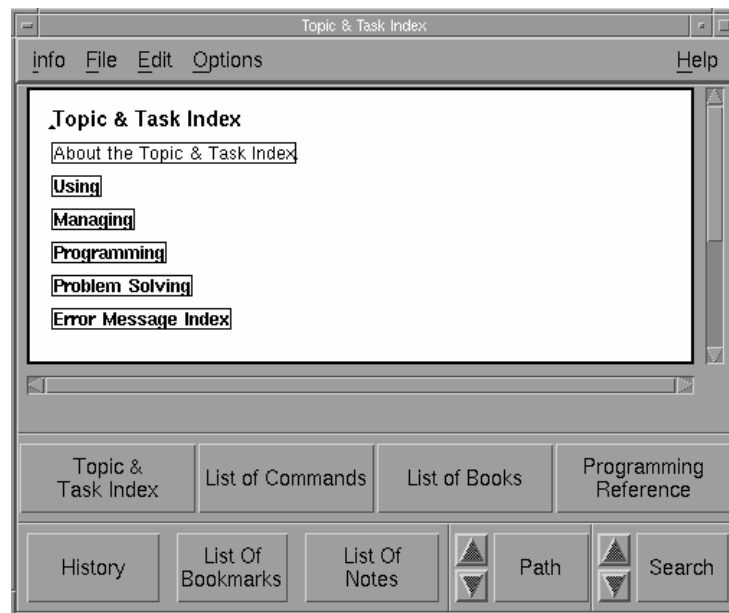 Topic & Task Index
info File Edit Options Help
Topic & Task Index
About the Topic & Task Index
Using
Managing
Programming
Problem Solving
Error Message Index
Topic &
Task Index
List of Commands
List of Books
Programming
Reference
History
List Of
Bookmarks
List Of
Notes
Path
Search